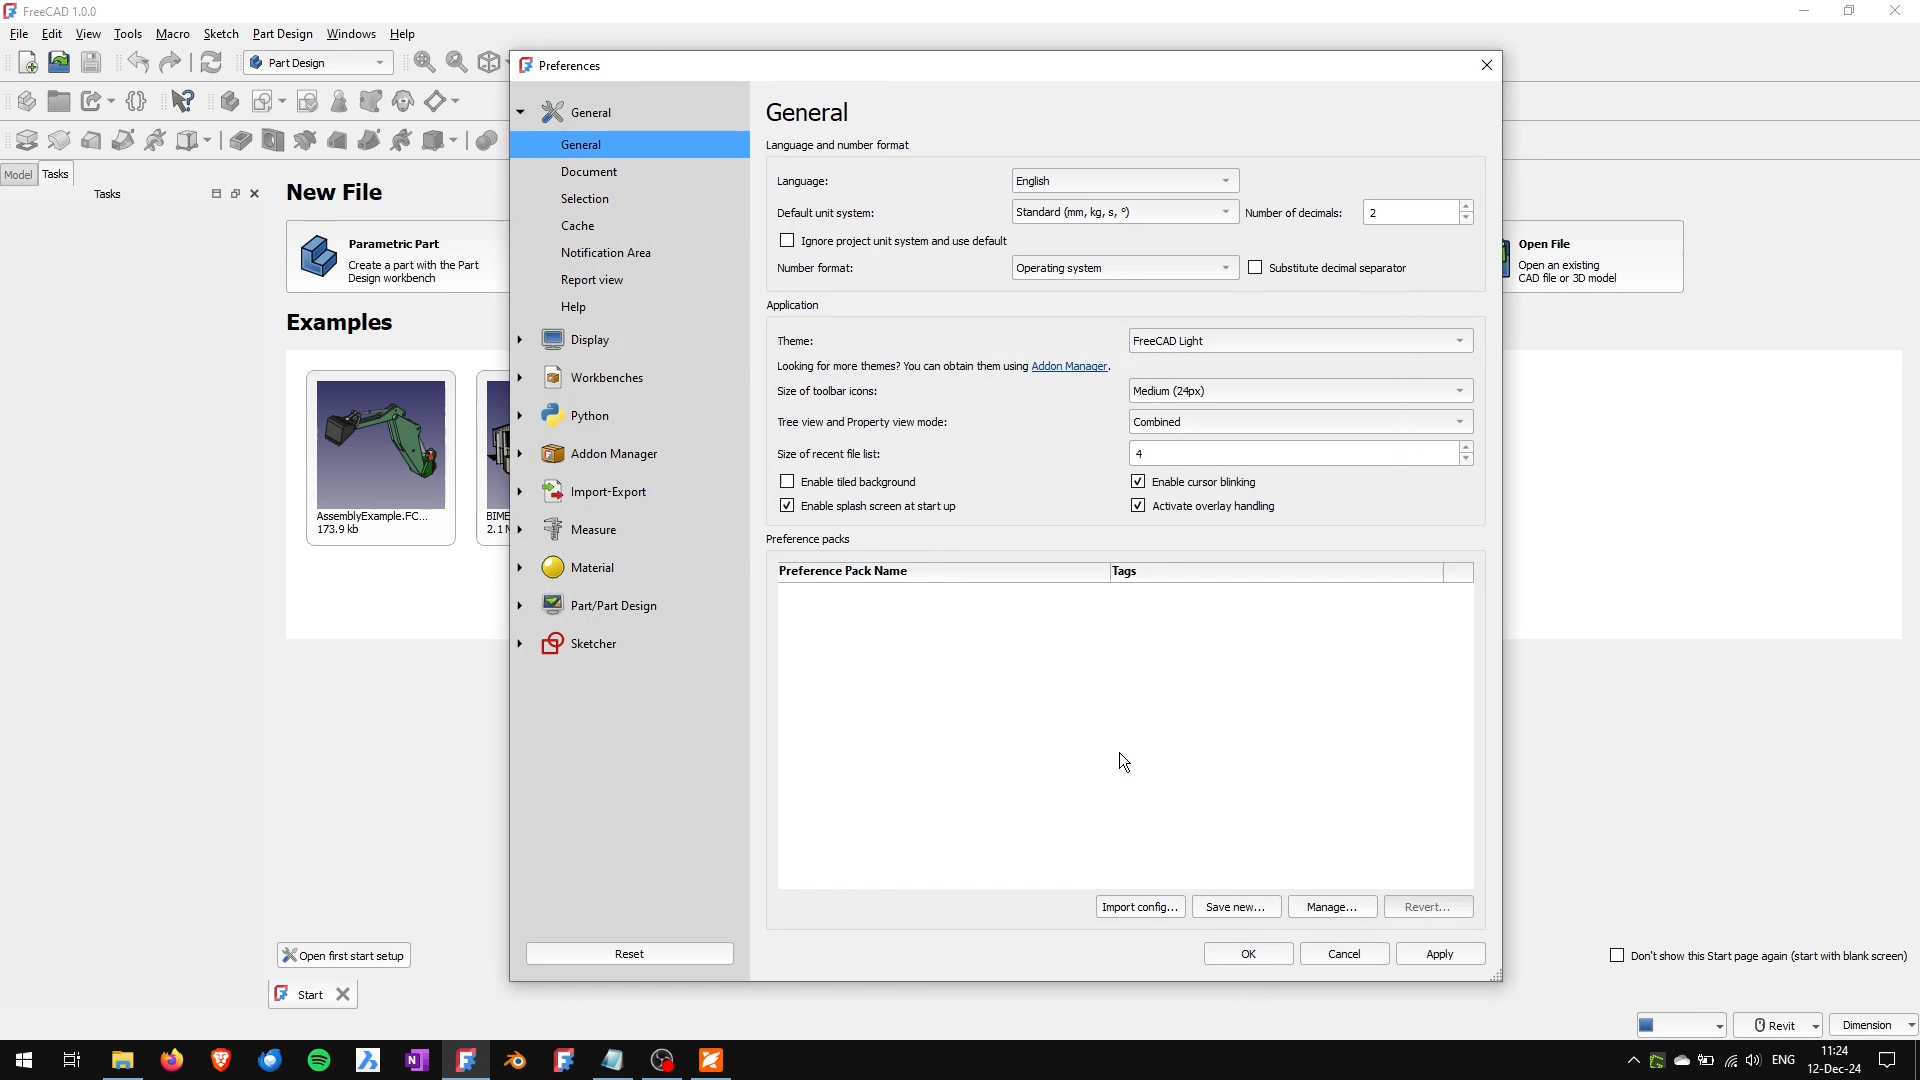 FreeCAD 1.0.0
File Edit View Tools Macro Sketch Part Design Windows Help
Part Design
Model Tasks
Tasks
New File
Parametric Part
Create a part with the Part
Design workbench
Open File
Open an existing
CAD file or 3D model
Examples
AssemblyExample.FC...
173.9 kb
Preferences
General
General
Document
Selection
Cache
Notification Area
Report view
Help
Display
Workbenches
Python
Addon Manager
Import-Export
Measure
Material
Part/Part Design
Sketcher
Reset
General
Language and number format
Language: English
Default unit system: Standard (mm, kg, s, °) Number of decimals: 2
Ignore project unit system and use default
Number format: Operating system Substitute decimal separator
Application
Theme: FreeCAD Light
Looking for more themes? You can obtain them using Addon Manager.
Size of toolbar icons: Medium (24px)
Tree view and Property view mode: Combined
Size of recent file list: 4
Enable tiled background Enable cursor blinking
Enable splash screen at start up Activate overlay handling
Preference packs
Preference Pack Name Tags
Import config... Save new... Manage... Revert...
OK Cancel Apply
Open first start setup
Don't show this Start page again (start with blank screen)
Start
Revit Dimension
ENG
11:24
12-Dec-24